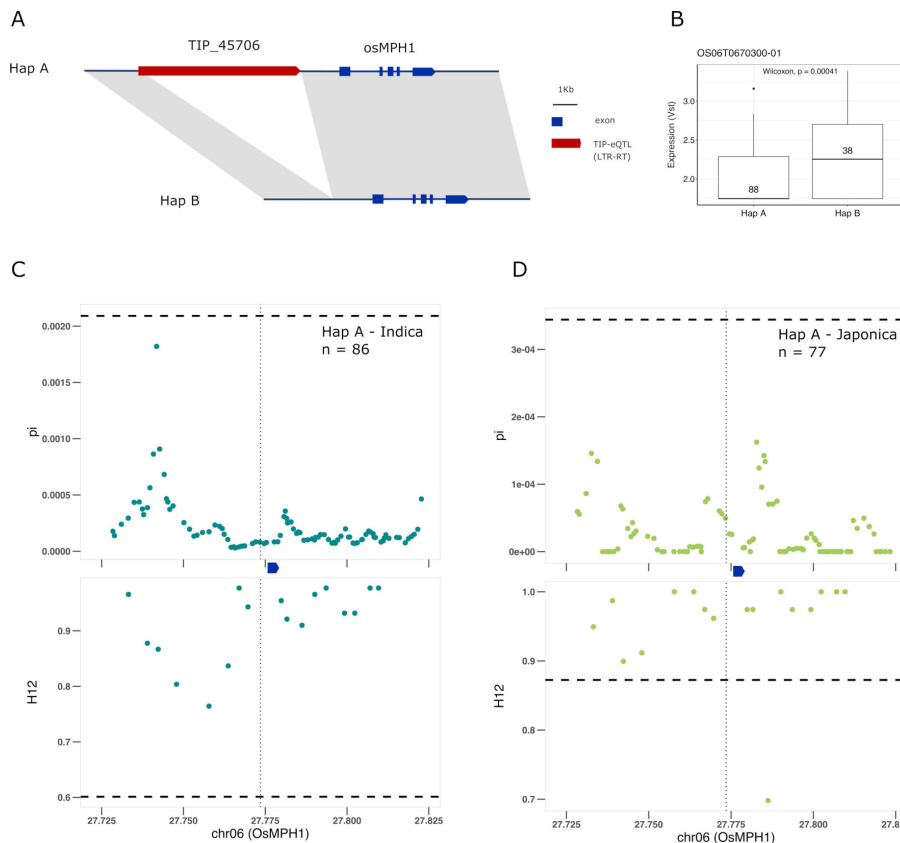 A
TIP_45706
osMPH1
Hap A
1Kb
exon
TIP-eQTL
(LTR-RT)
Hap B
B
OS06T0670300-01
Wilcoxon, p = 0.00041
Expression (Vst)
3.0
2.5
2.0
88
38
Hap A
Hap B
C
Hap A - Indica
n = 86
pi
0.0020
0.0015
0.0010
0.0005
0.0000
H12
0.9
0.8
0.7
0.6
27.725
27.750
27.775
27.800
27.825
chr06 (OsMPH1)
D
Hap A - Japonica
n = 77
pi
3e-04
2e-04
1e-04
0e+00
H12
1.0
0.9
0.8
0.7
27.725
27.750
27.775
27.800
27.8
chr06 (OsMPH1)